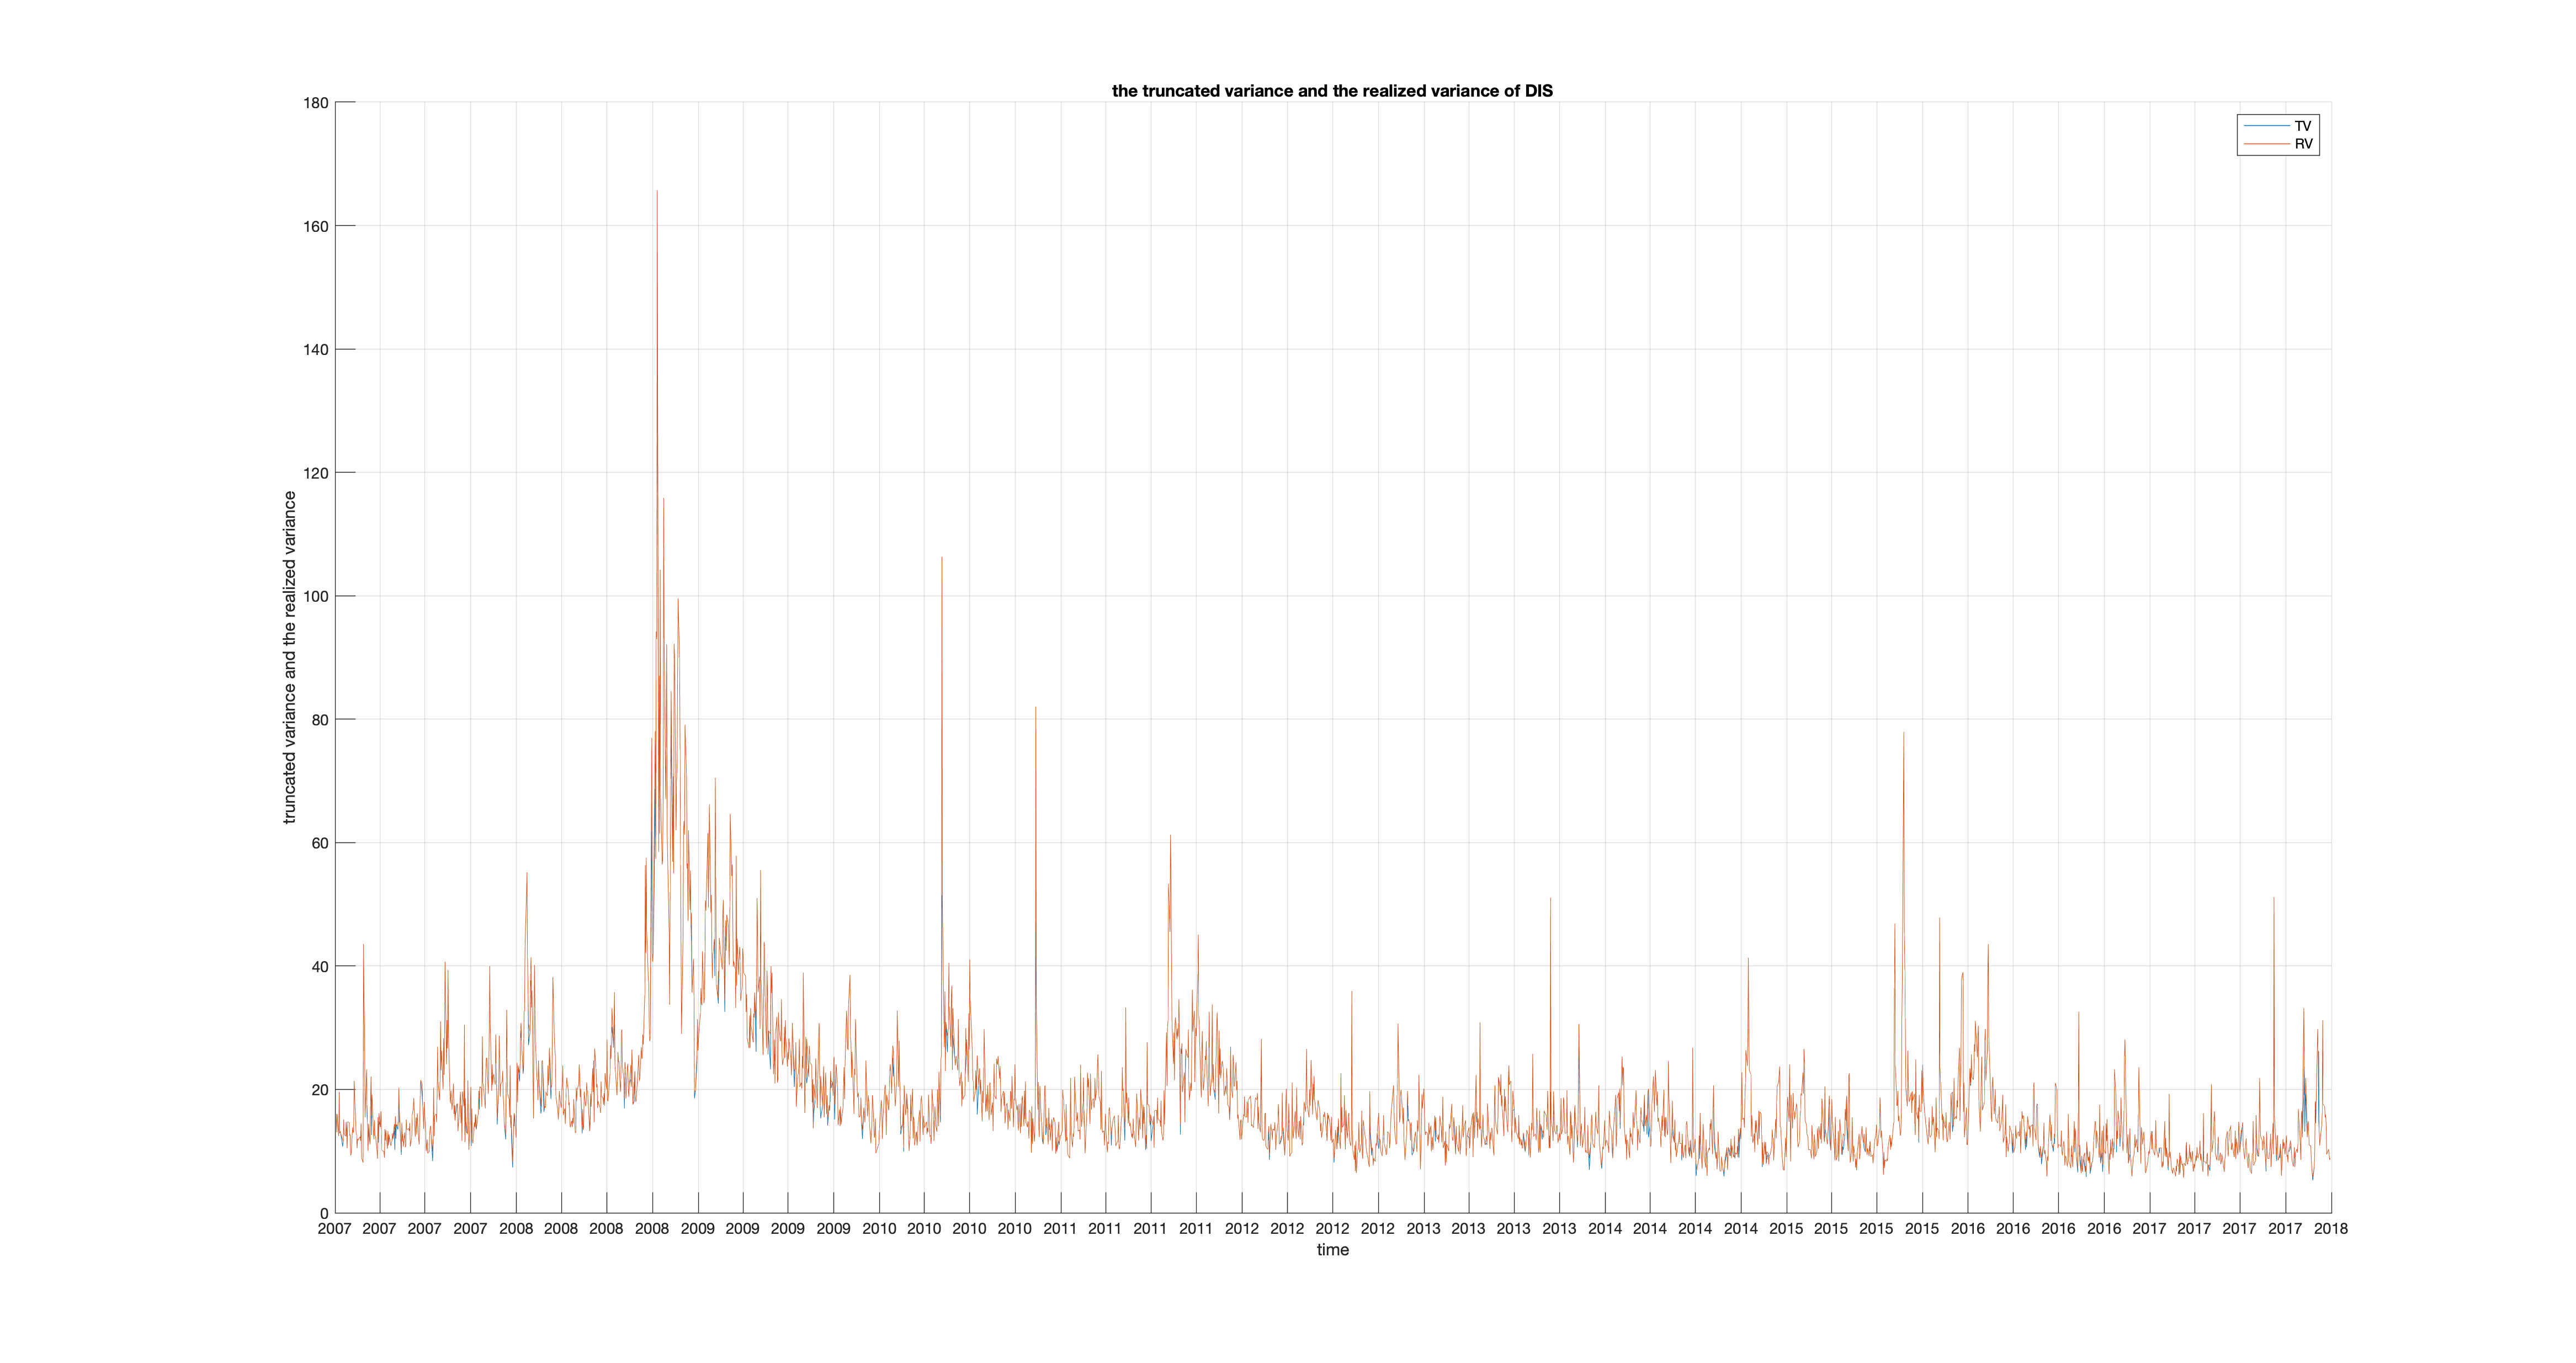 the truncated variance and the realized variance of DIS
TV
RV
180
160
140
120
100
80
60
40
20
0
truncated variance and the realized variance
2007 2007 2007 2007 2008 2008 2008 2008 2009 2009 2009 2009 2010 2010 2010 2010 2011 2011 2011 2011 2012 2012 2012 2012 2013 2013 2013 2013 2014 2014 2014 2014 2015 2015 2015 2015 2016 2016 2016 2016 2017 2017 2017 2017 2018
time